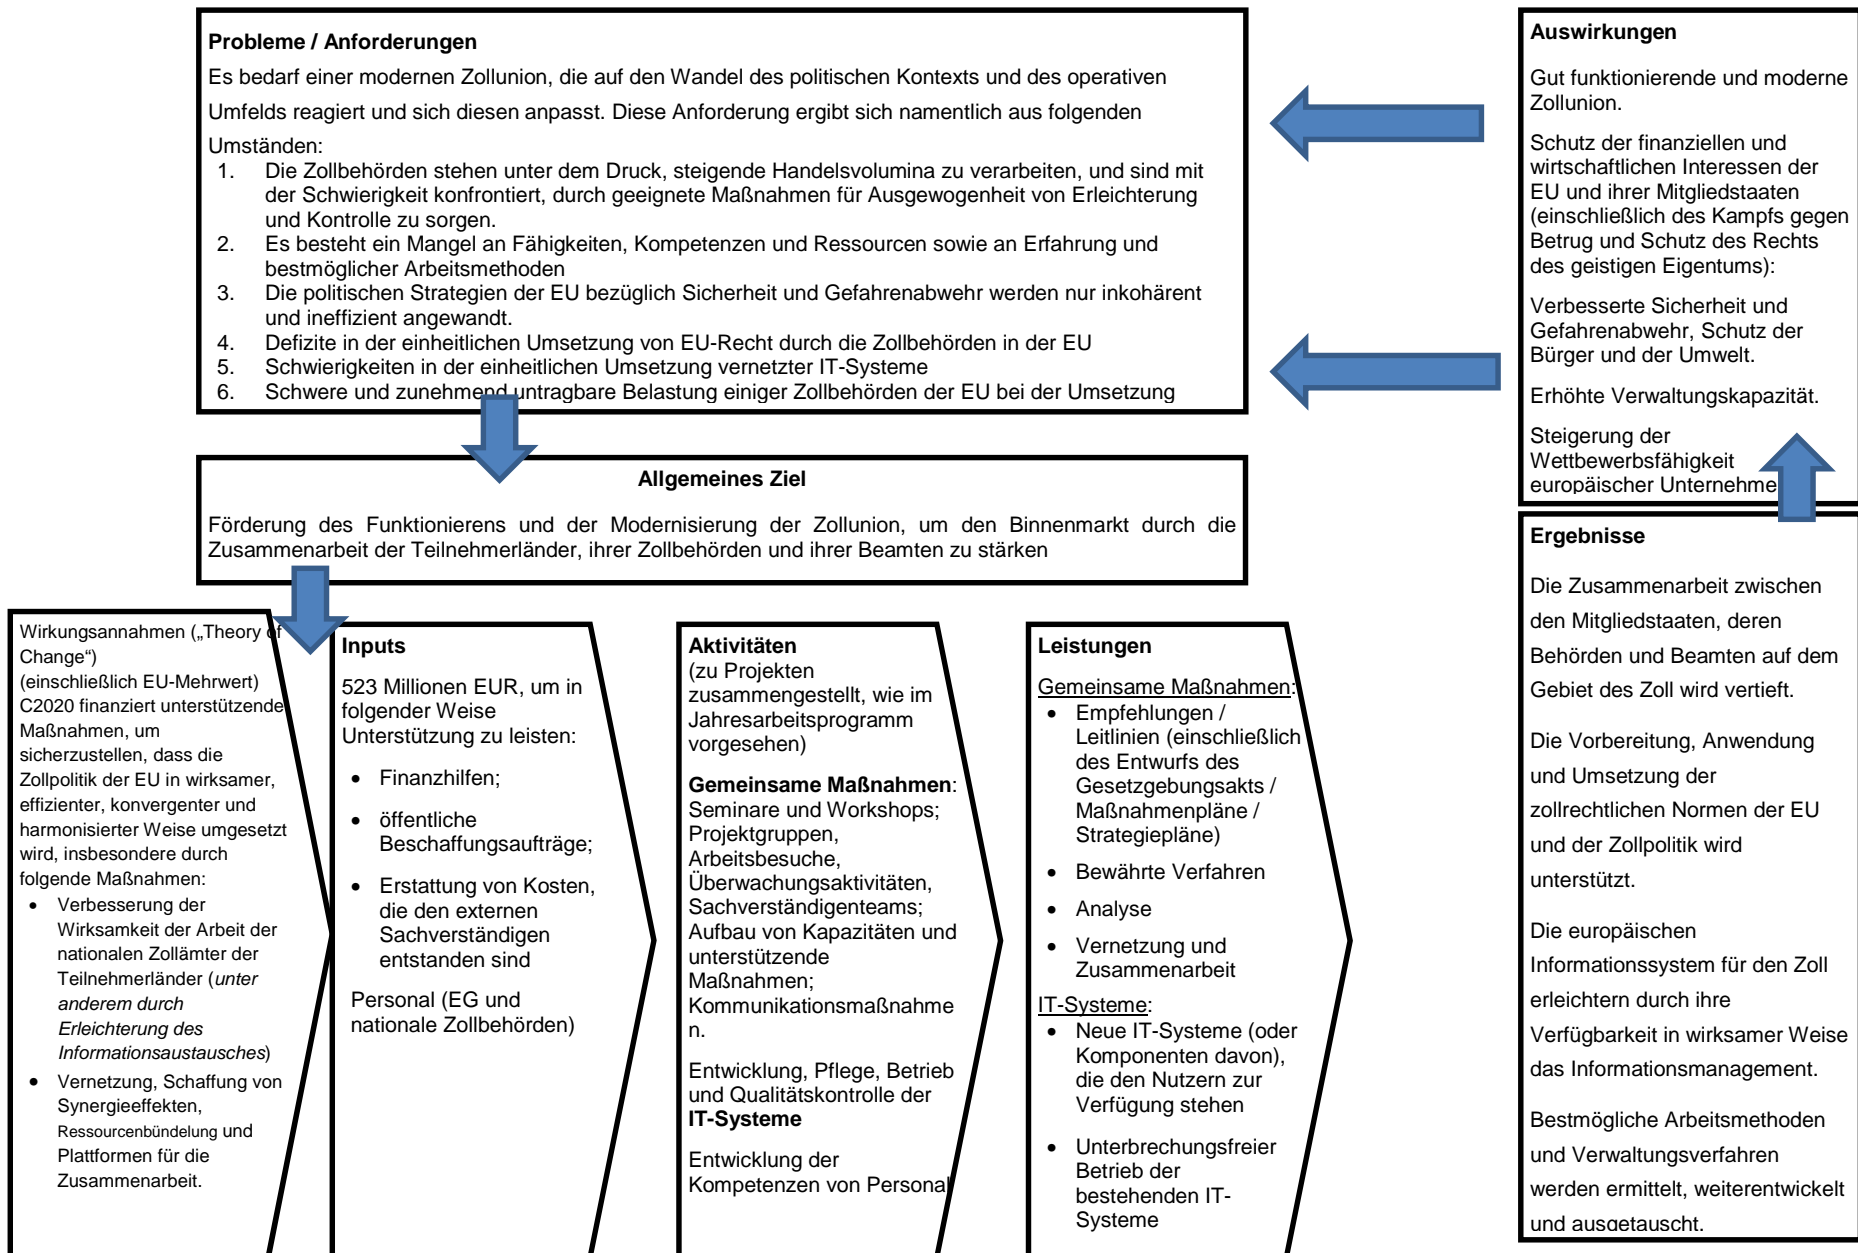 Probleme / Anforderungen
Es bedarf einer modernen Zollunion, die auf den Wandel des politischen Kontexts und des operativen
Umfelds reagiert und sich diesen anpasst. Diese Anforderung ergibt sich namentlich aus folgenden
Umständen:
1. Die Zollbehörden stehen unter dem Druck, steigende Handelsvolumina zu verarbeiten, und sind mit
der Schwierigkeit konfrontiert, durch geeignete Maßnahmen für Ausgewogenheit von Erleichterung
und Kontrolle zu sorgen.
2. Es besteht ein Mangel an Fähigkeiten, Kompetenzen und Ressourcen sowie an Erfahrung und
bestmöglicher Arbeitsmethoden
3. Die politischen Strategien der EU bezüglich Sicherheit und Gefahrenabwehr werden nur inkohärent
und ineffizient angewandt.
4. Defizite in der einheitlichen Umsetzung von EU-Recht durch die Zollbehörden in der EU
5. Schwierigkeiten in der einheitlichen Umsetzung vernetzter IT-Systeme
6. Schwere und zunehmend untragbare Belastung einiger Zollbehörden der EU bei der Umsetzung
Allgemeines Ziel
Förderung des Funktionierens und der Modernisierung der Zollunion, um den Binnenmarkt durch die
Zusammenarbeit der Teilnehmerländer, ihrer Zollbehörden und ihrer Beamten zu stärken
Wirkungsannahmen („Theory of
Change“)
(einschließlich EU-Mehrwert)
C2020 finanziert unterstützende
Maßnahmen, um
sicherzustellen, dass die
Zollpolitik der EU in wirksamer,
effizienter, konvergenter und
harmonisierter Weise umgesetzt
wird, insbesondere durch
folgende Maßnahmen:
• Verbesserung der
Wirksamkeit der Arbeit der
nationalen Zollämter der
Teilnehmerländer (unter
anderem durch
Erleichterung des
Informationsaustausches)
• Vernetzung, Schaffung von
Synergieeffekten,
Ressourcenbündelung und
Plattformen für die
Zusammenarbeit.
Inputs
523 Millionen EUR, um in
folgender Weise
Unterstützung zu leisten:
• Finanzhilfen;
• öffentliche
Beschaffungsaufträge;
• Erstattung von Kosten,
die den externen
Sachverständigen
entstanden sind
Personal (EG und
nationale Zollbehörden)
Aktivitäten
(zu Projekten
zusammengestellt, wie im
Jahresarbeitsprogramm
vorgesehen)
Gemeinsame Maßnahmen:
Seminare und Workshops;
Projektgruppen,
Arbeitsbesuche,
Überwachungsaktivitäten,
Sachverständigenteams;
Aufbau von Kapazitäten und
unterstützende
Maßnahmen;
Kommunikationsmaßnahme
n.
Entwicklung, Pflege, Betrieb
und Qualitätskontrolle der
IT-Systeme
Entwicklung der
Kompetenzen von Personal
Leistungen
Gemeinsame Maßnahmen:
• Empfehlungen /
Leitlinien (einschließlich
des Entwurfs des
Gesetzgebungsakts /
Maßnahmenpläne /
Strategiepläne)
• Bewährte Verfahren
• Analyse
• Vernetzung und
Zusammenarbeit
IT-Systeme:
• Neue IT-Systeme (oder
Komponenten davon),
die den Nutzern zur
Verfügung stehen
• Unterbrechungsfreier
Betrieb der
bestehenden IT-
Systeme
Auswirkungen
Gut funktionierende und moderne
Zollunion.
Schutz der finanziellen und
wirtschaftlichen Interessen der
EU und ihrer Mitgliedstaaten
(einschließlich des Kampfs gegen
Betrug und Schutz des Rechts
des geistigen Eigentums):
Verbesserte Sicherheit und
Gefahrenabwehr, Schutz der
Bürger und der Umwelt.
Erhöhte Verwaltungskapazität.
Steigerung der
Wettbewerbsfähigkeit
europäischer Unternehme
Ergebnisse
Die Zusammenarbeit zwischen
den Mitgliedstaaten, deren
Behörden und Beamten auf dem
Gebiet des Zoll wird vertieft.
Die Vorbereitung, Anwendung
und Umsetzung der
zollrechtlichen Normen der EU
und der Zollpolitik wird
unterstützt.
Die europäischen
Informationssystem für den Zoll
erleichtern durch ihre
Verfügbarkeit in wirksamer Weise
das Informationsmanagement.
Bestmögliche Arbeitsmethoden
und Verwaltungsverfahren
werden ermittelt, weiterentwickelt
und ausgetauscht.